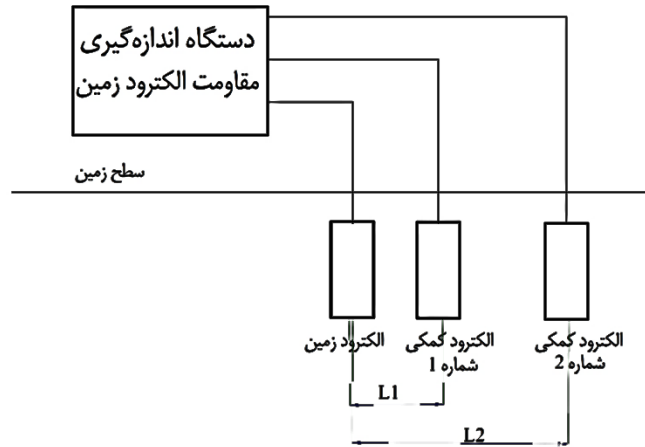 دستگاه اندازه‌گیری
مقاومت الکترود زمین
سطح زمین
الکترود زمین
الکترود کمکی
شماره 1
الکترود کمکی
شماره 2
L1
L2